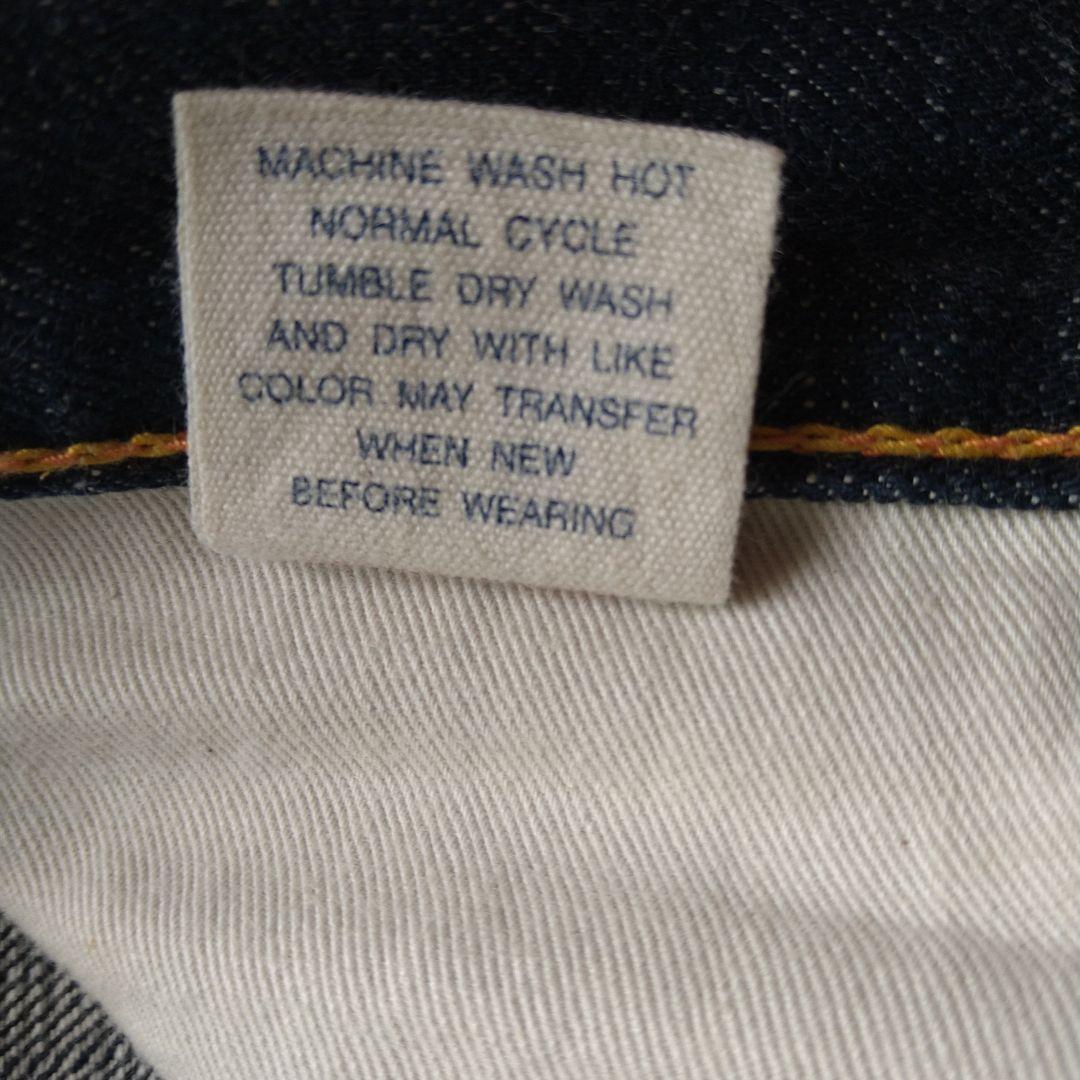 MACHINE WASH HOT
NORMAL CYCLE
TUMBLE DRY WASH
AND DRY WITH LIKE
COLOR MAY TRANSFER
WHEN NEW
BEFORE WEARING